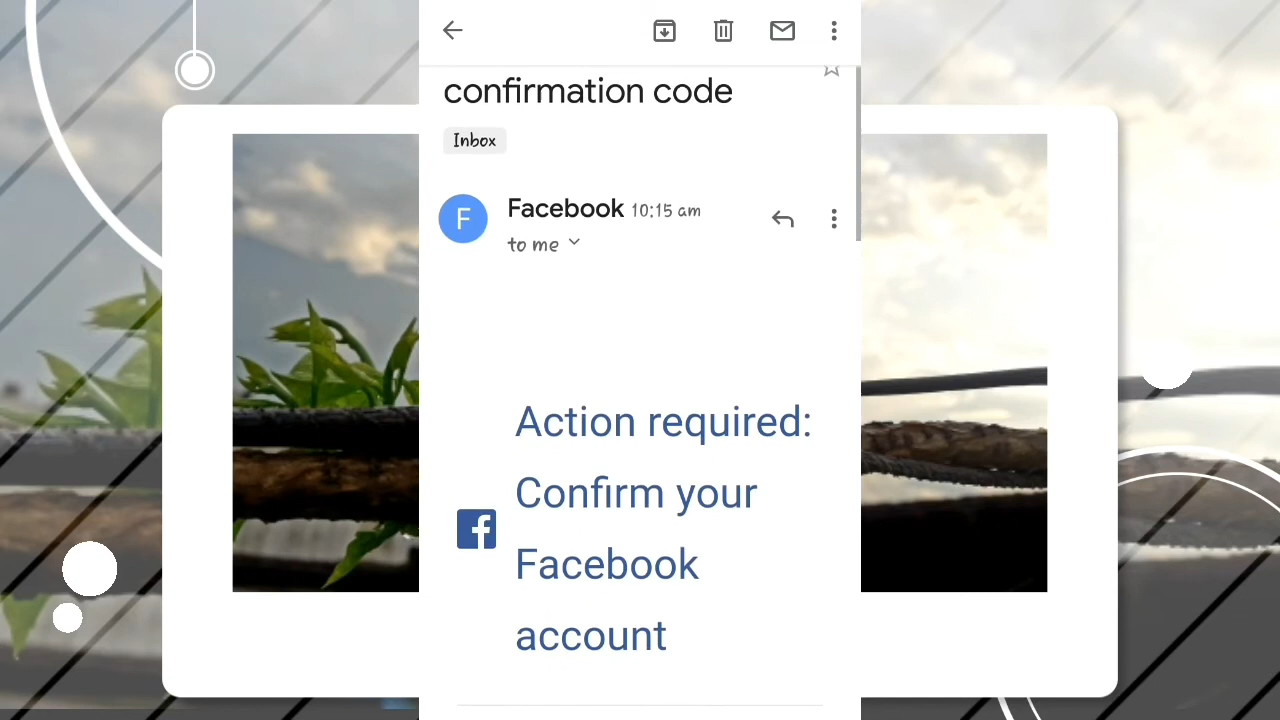 confirmation code
Inbox
F
Facebook 10:15 am
to me
Action required:
Confirm your
Facebook
account